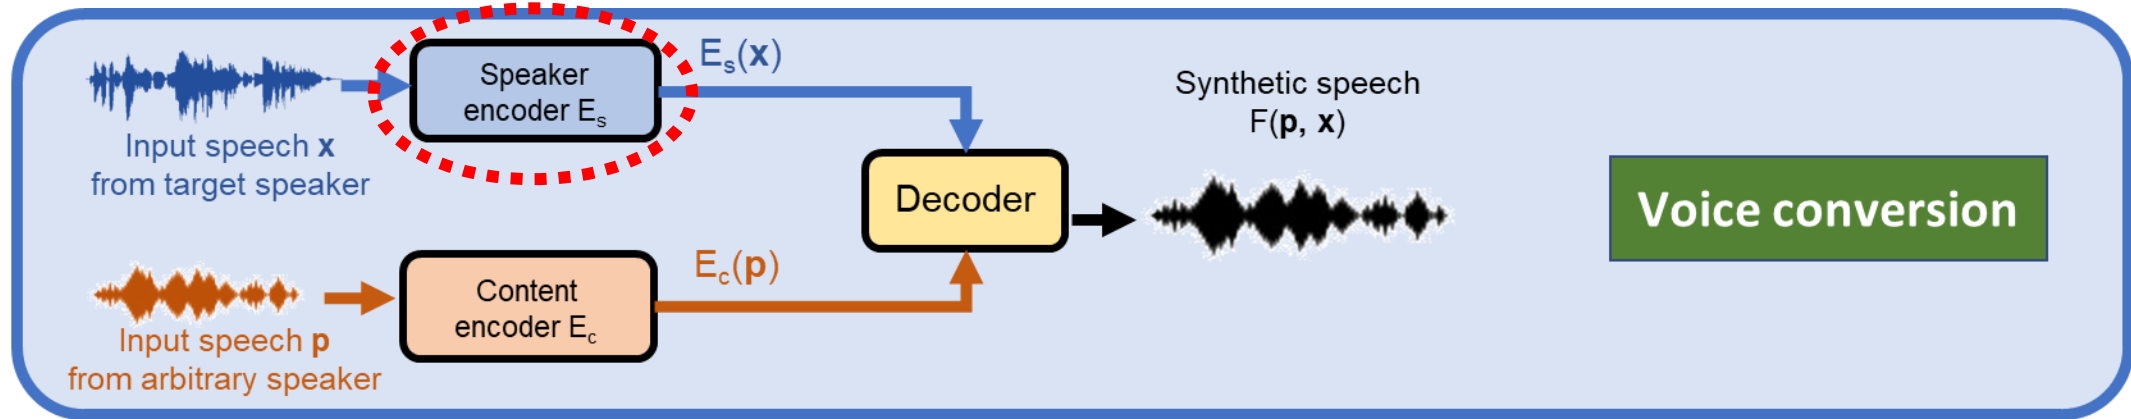 Input speech x
from target speaker
Speaker
encoder Es
Es(x)
Input speech p
from arbitrary speaker
Content
encoder Ec
Ec(p)
Decoder
Synthetic speech
F(p, x)
Voice conversion